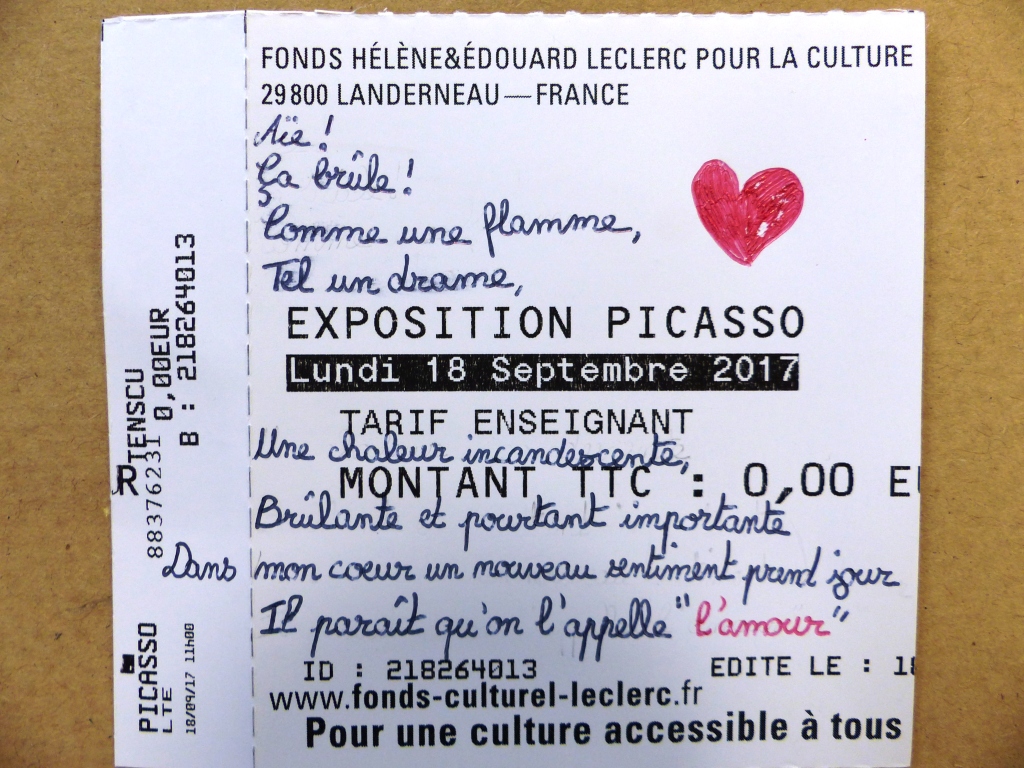 FONDS HÉLÈNE&ÉDOUARD LECLERC POUR LA CULTURE
29800 LANDERNEAU—FRANCE
Aïe !
Ça brûle !
Comme une flamme,
Tel un drame,
EXPOSITION PICASSO
Lundi 18 Septembre 2017
TARIF ENSEIGNANT
Une chaleur incandescente,
MONTANT TTC : 0,00 E
Brûlante et pourtant importante
Dans mon coeur un nouveau sentiment prend jour
Il paraît qu'on l'appelle "l'amour"
ID : 218264013 EDITE LE : 18
www.fonds-culturel-leclerc.fr
Pour une culture accessible à tous
RTENSCU
88376231 0,00EUR
B : 218264013
PICASSO
LTE
18/09/17 11h00